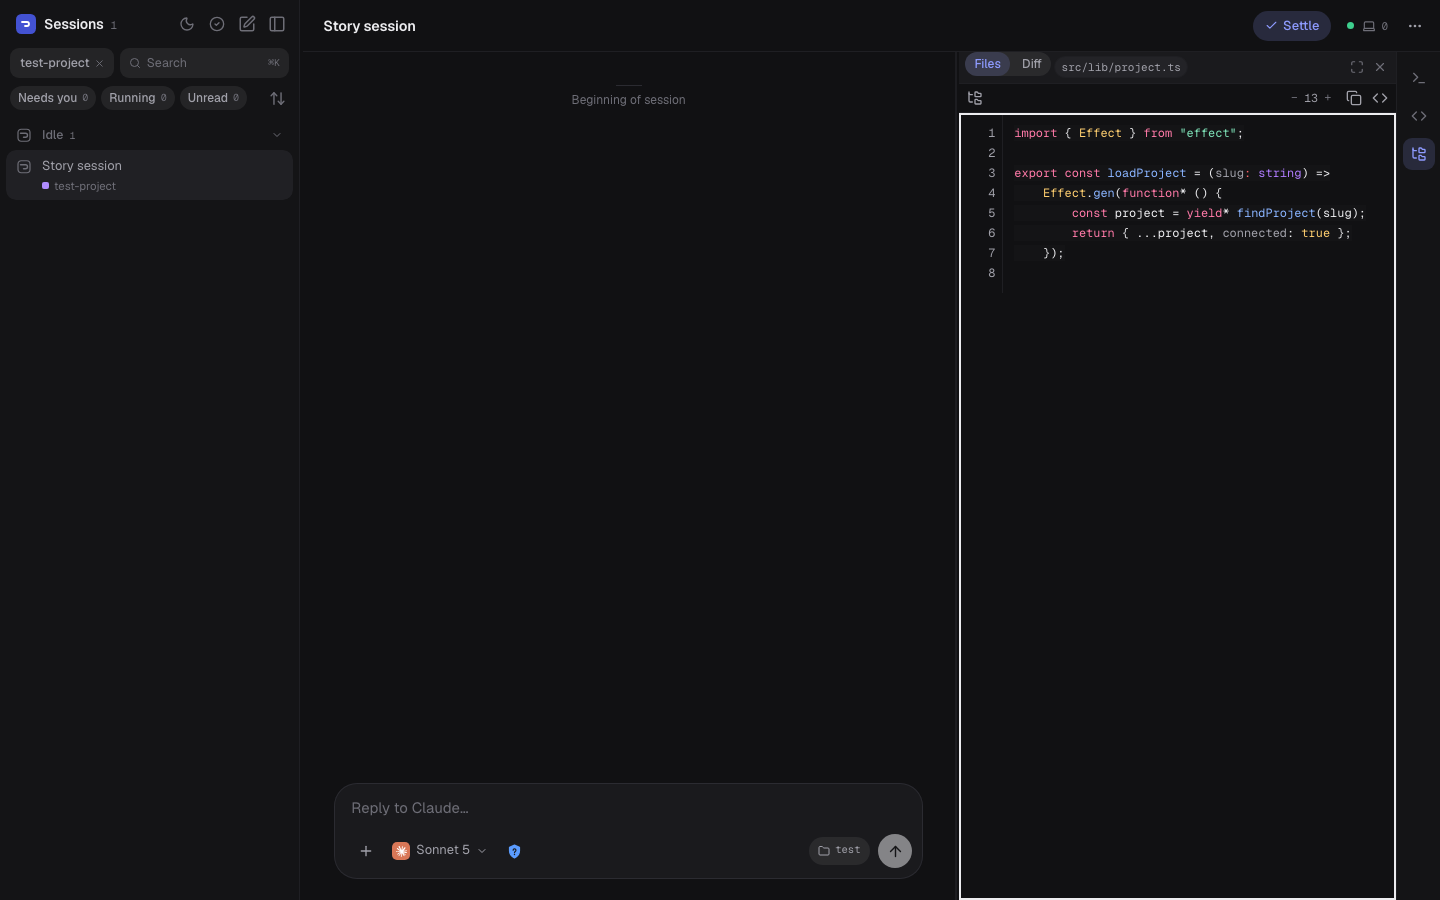 Sessions 1
test-project
Search ⌘K
Needs you 0
Running 0
Unread 0
Idle 1
Story session
test-project
Story session
Settle
0
Beginning of session
Reply to Claude...
Sonnet 5
test
Files
Diff
src/lib/project.ts
− 13 +
1 import { Effect } from "effect";
2
3 export const loadProject = (slug: string) =>
4     Effect.gen(function* () {
5         const project = yield* findProject(slug);
6         return { ...project, connected: true };
7     });
8